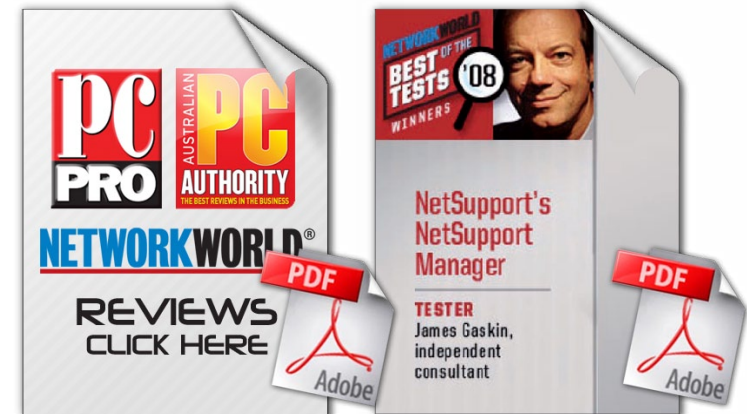 PC
PRO
AUSTRALIAN
PC
AUTHORITY
THE BEST REVIEWS IN THE BUSINESS
NETWORKWORLD®
REVIEWS
CLICK HERE
PDF
Adobe
NETWORKWORLD
BEST OF THE
TESTS '08
WINNERS
NetSupport's
NetSupport
Manager
TESTER
James Gaskin,
independent
consultant
PDF
Adobe